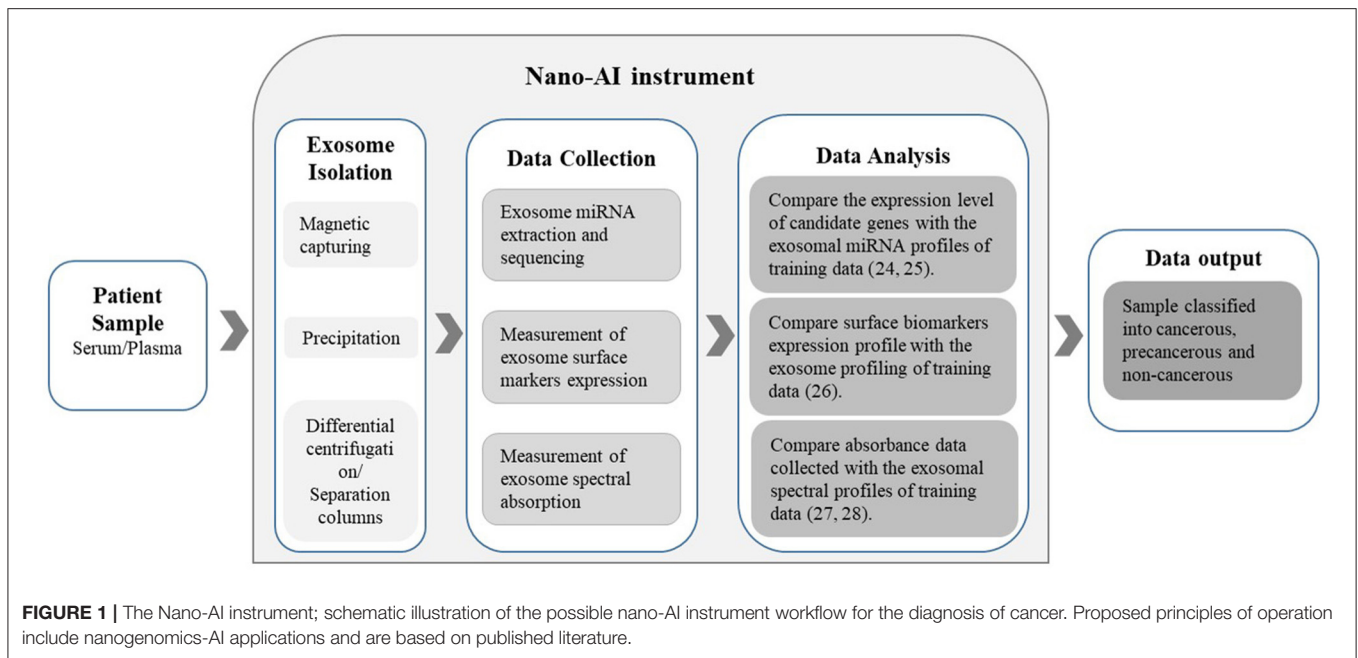 Nano-AI instrument
Patient
Sample
Serum/Plasma
Exosome
Isolation
Magnetic
capturing
Precipitation
Differential
centrifugati
on/
Separation
columns
Data Collection
Exosome miRNA
extraction and
sequencing
Measurement of
exosome surface
markers expression
Measurement of
exosome spectral
absorption
Data Analysis
Compare the expression level
of candidate genes with the
exosomal miRNA profiles of
training data (24, 25).
Compare surface biomarkers
expression profile with the
exosome profiling of training
data (26).
Compare absorbance data
collected with the exosomal
spectral profiles of training
data (27, 28).
Data output
Sample classified
into cancerous,
precancerous and
non-cancerous
FIGURE 1 | The Nano-AI instrument; schematic illustration of the possible nano-AI instrument workflow for the diagnosis of cancer. Proposed principles of operation
include nanogenomics-AI applications and are based on published literature.